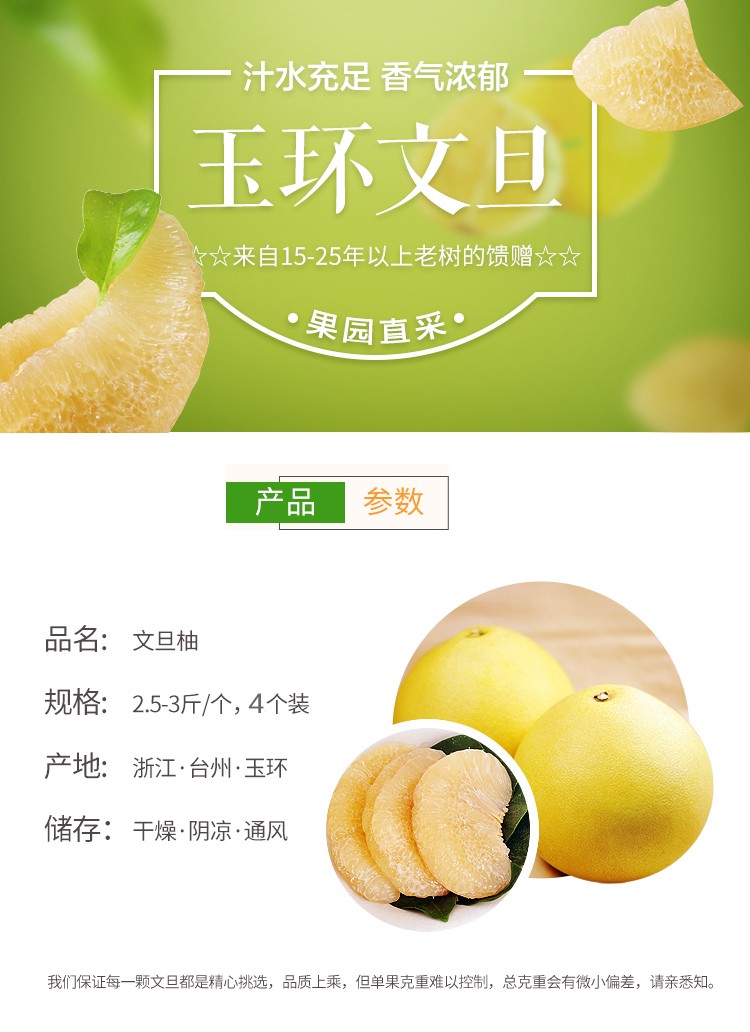 汁水充足 香气浓郁
玉环文旦
☆☆来自15-25年以上老树的馈赠☆☆
·果园直采·
产品 参数
品名: 文旦柚
规格: 2.5-3斤/个，4个装
产地: 浙江·台州·玉环
储存: 干燥·阴凉·通风
我们保证每一颗文旦都是精心挑选，品质上乘，但单果克重难以控制，总克重会有微小偏差，请亲悉知。